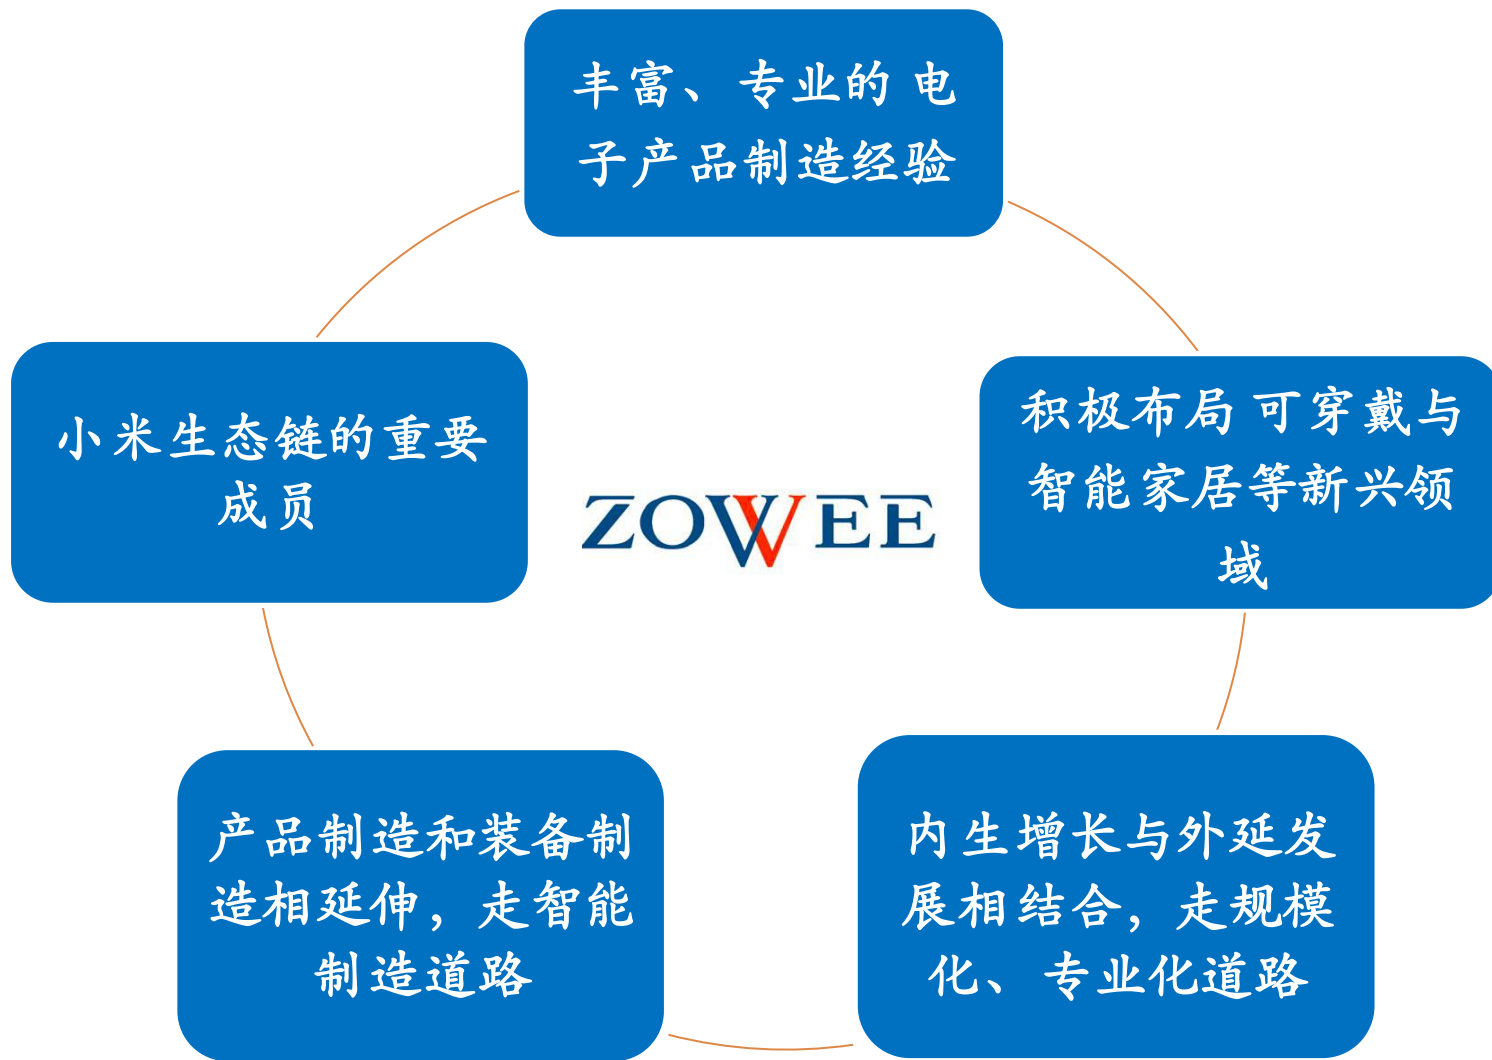 丰富、专业的 电
子产品制造经验
小米生态链的重要
成员
积极布局 可穿戴与
智能家居等新兴领
域
ZOWEE
产品制造和装备制
造相延伸，走智能
制造道路
内生增长与外延发
展相结合，走规模
化、专业化道路